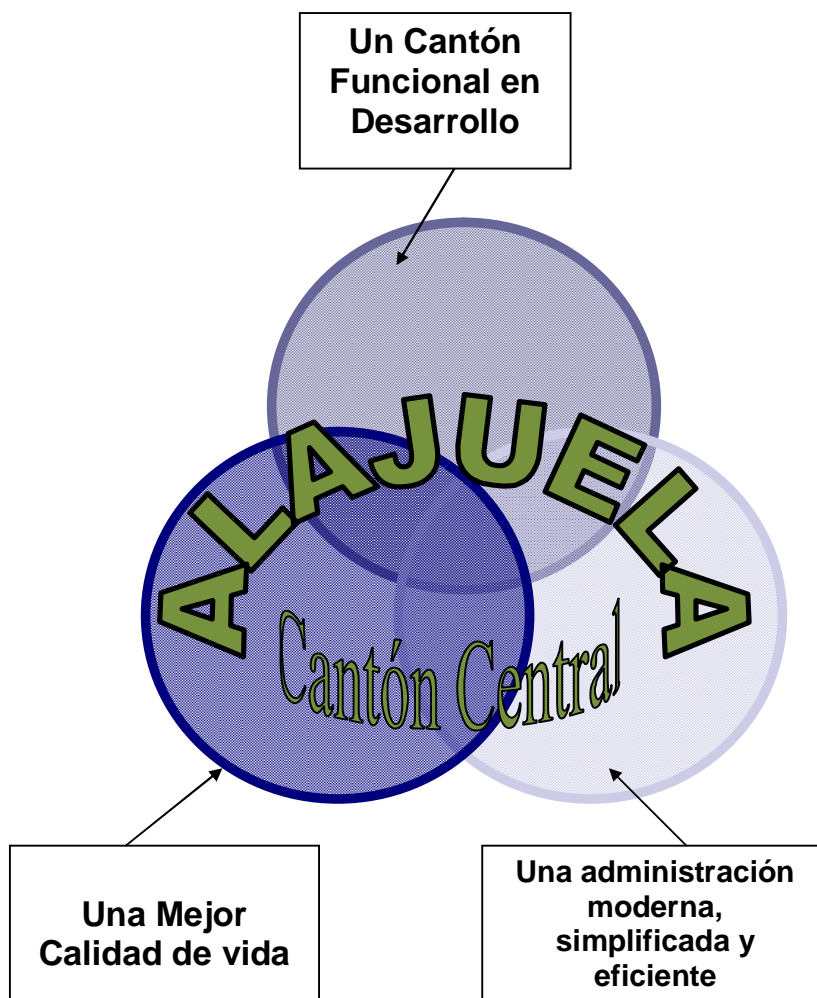 Un Cantón
Funcional en
Desarrollo
ALAJUELA
Cantón Central
Una Mejor
Calidad de vida
Una administración
moderna,
simplificada y
eficiente